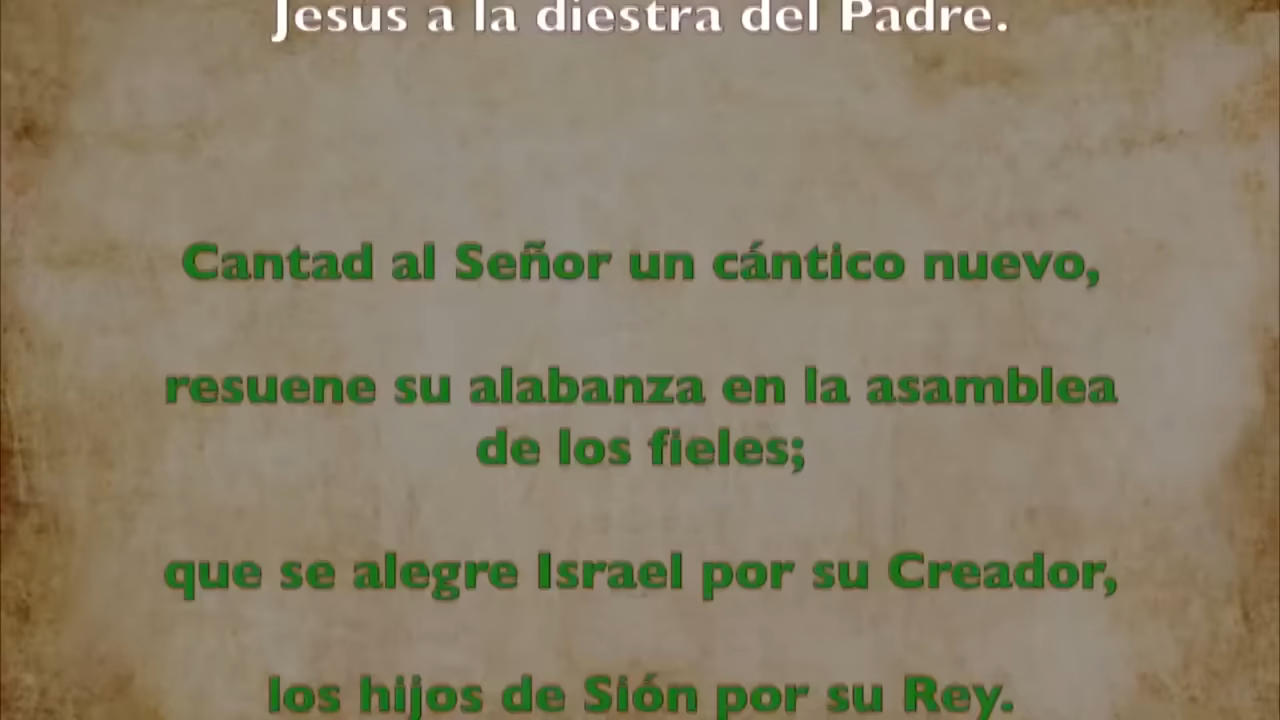 Jesús a la diestra del Padre.
Cantad al Señor un cántico nuevo,
resuene su alabanza en la asamblea
de los fieles;
que se alegre Israel por su Creador,
los hijos de Sión por su Rey.